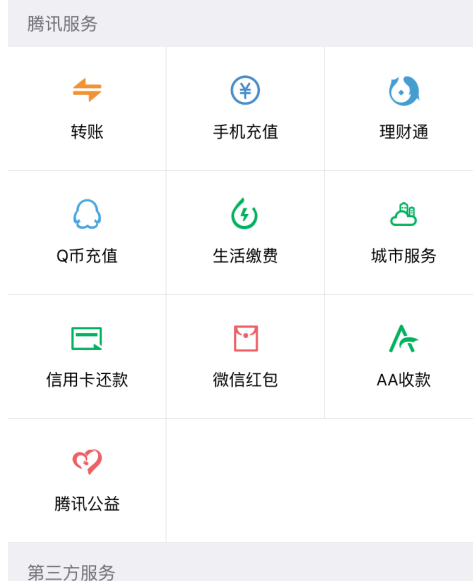 腾讯服务
转账
手机充值
理财通
Q币充值
生活缴费
城市服务
信用卡还款
微信红包
AA收款
腾讯公益
第三方服务